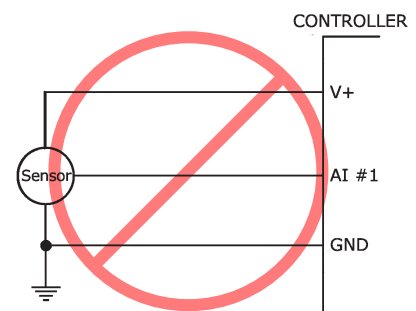 CONTROLLER
V+
Sensor
AI #1
GND